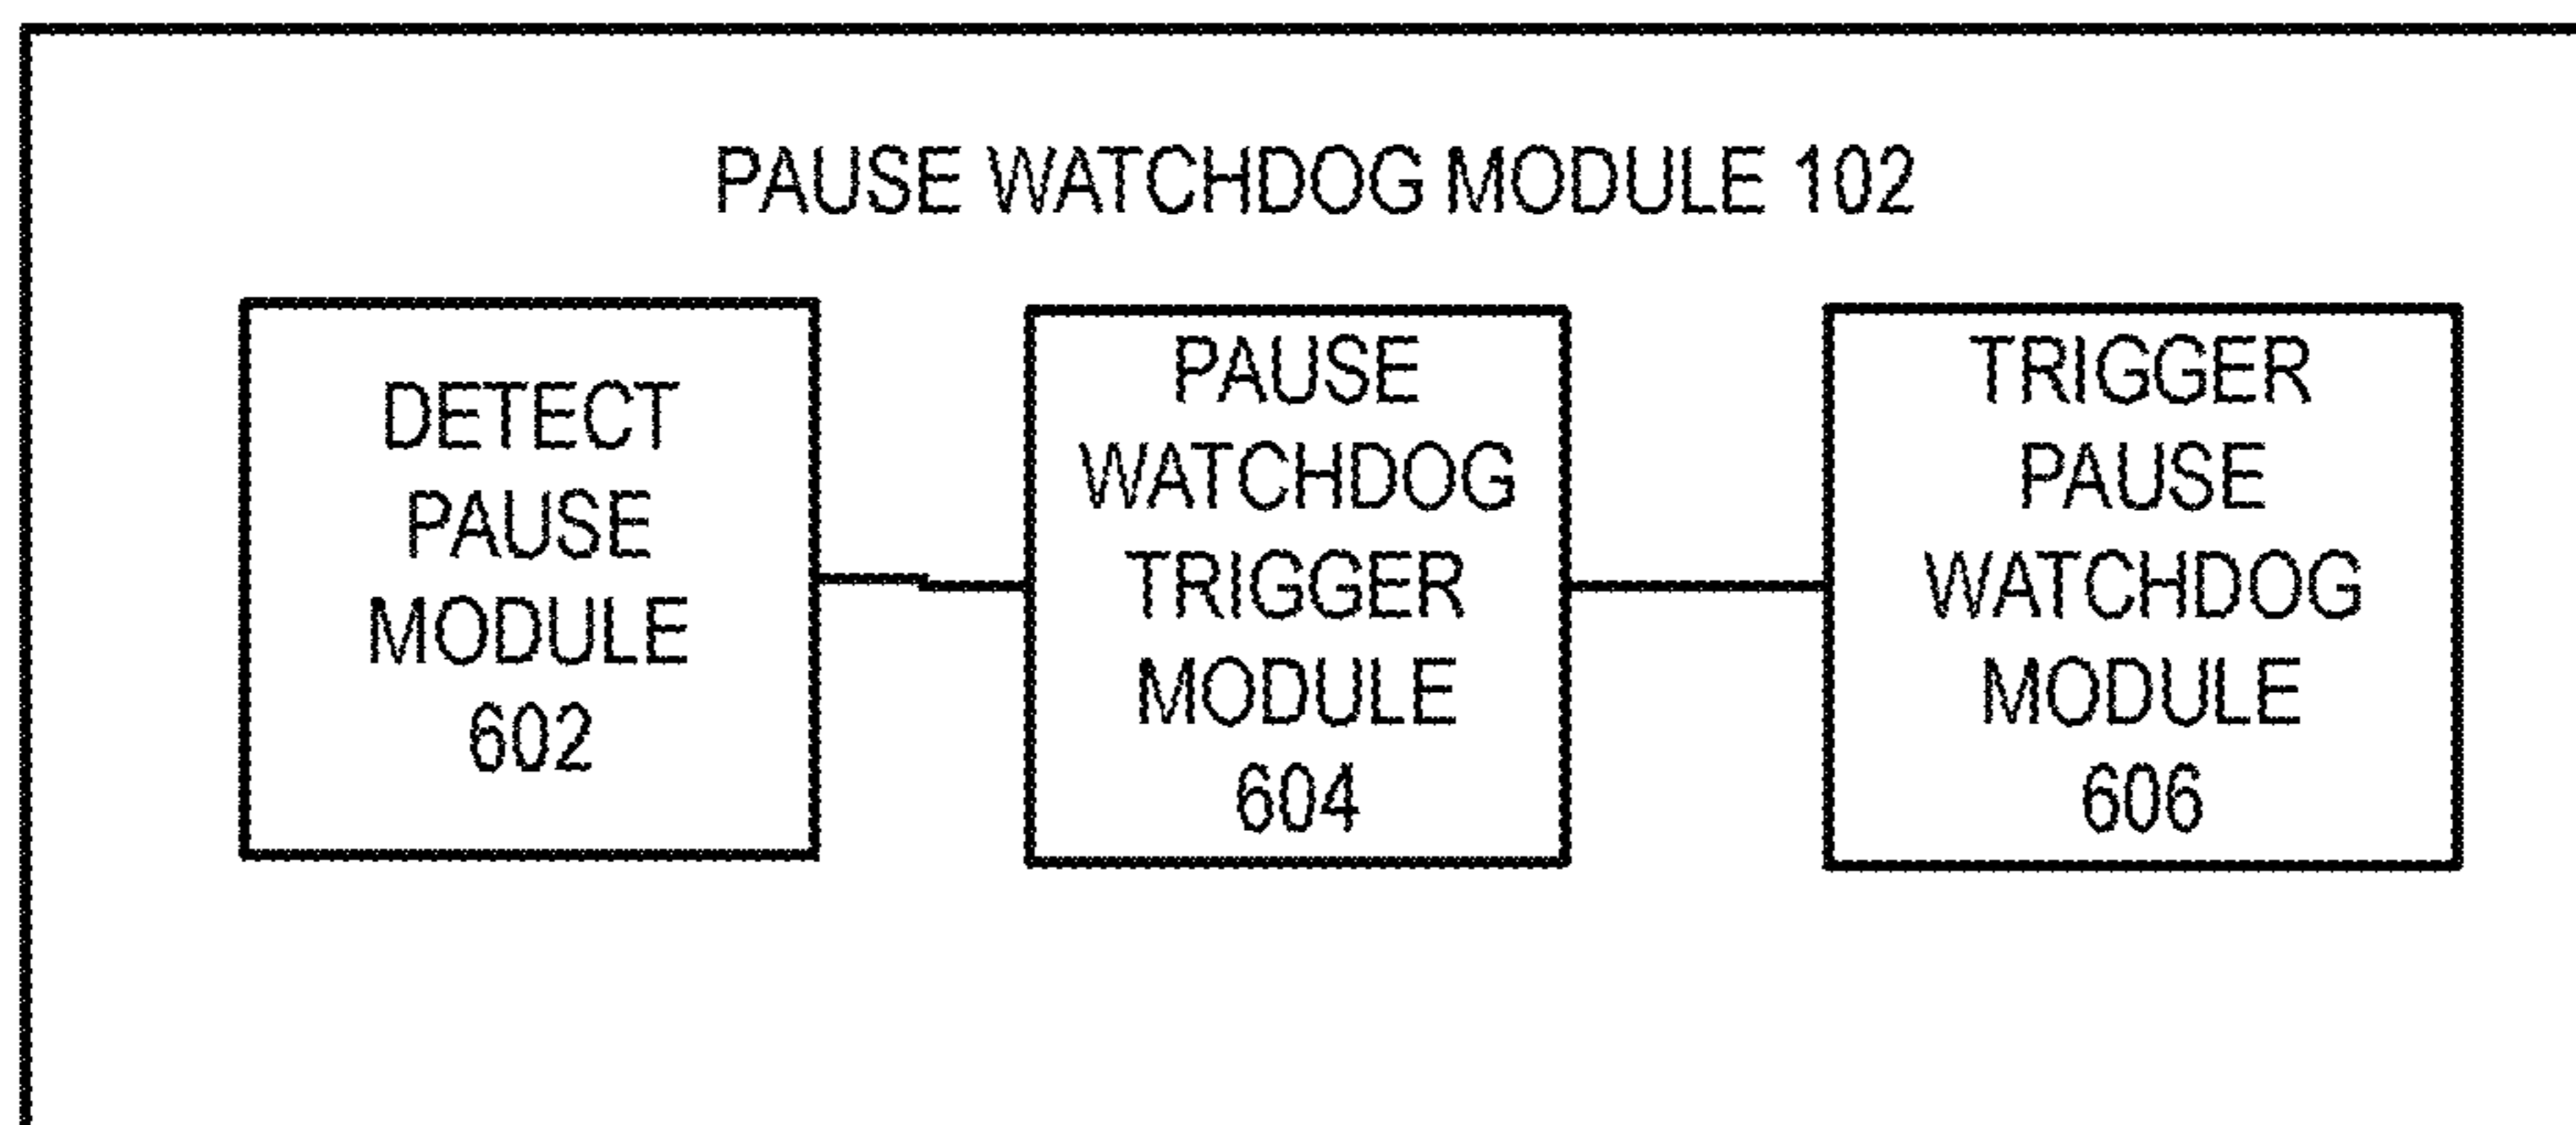 PAUSE WATCHDOG MODULE 102
DETECT
PAUSE
MODULE
602
PAUSE
WATCHDOG
TRIGGER
MODULE
604
TRIGGER
PAUSE
WATCHDOG
MODULE
606